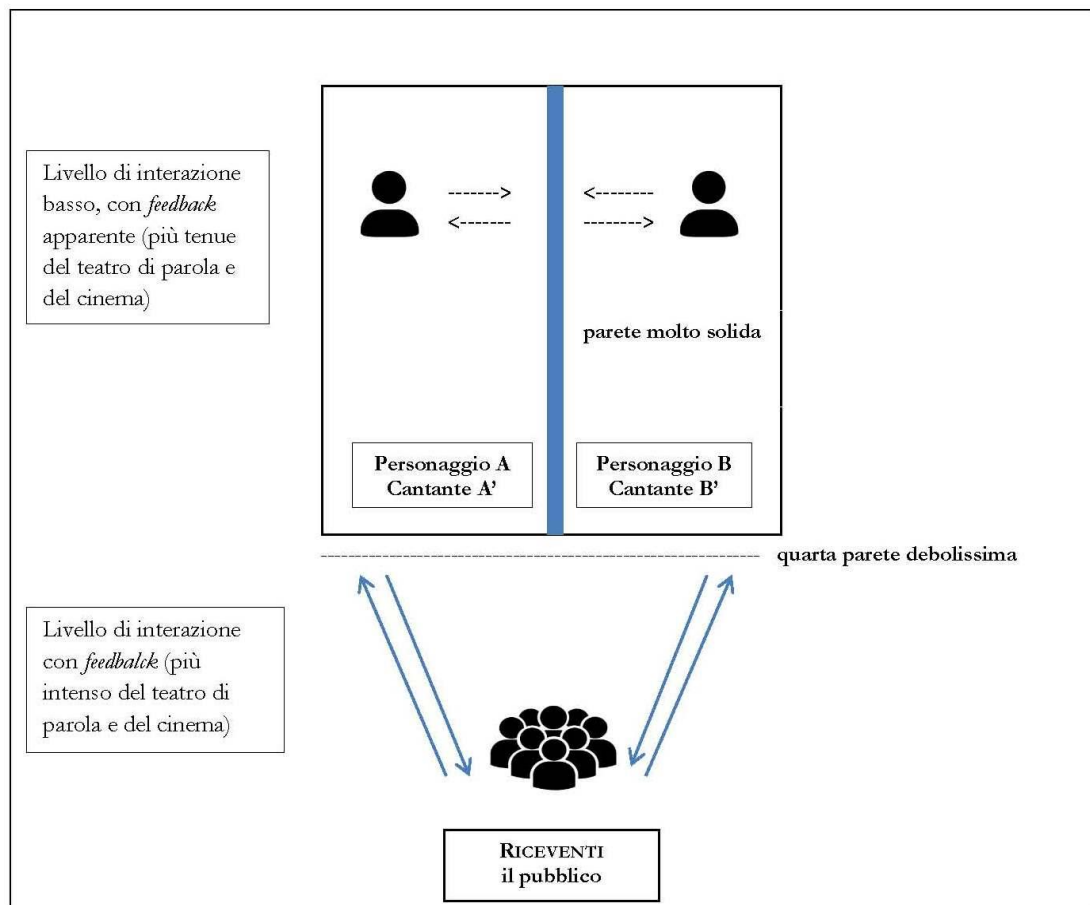 Livello di interazione
basso, con feedback
apparente (più tenue
del teatro di parola e
del cinema)
parete molto solida
Personaggio A
Cantante A’
Personaggio B
Cantante B’
quarta parete debolissima
Livello di interazione
con feedbalck (più
intenso del teatro di
parola e del cinema)
RICEVENTI
il pubblico